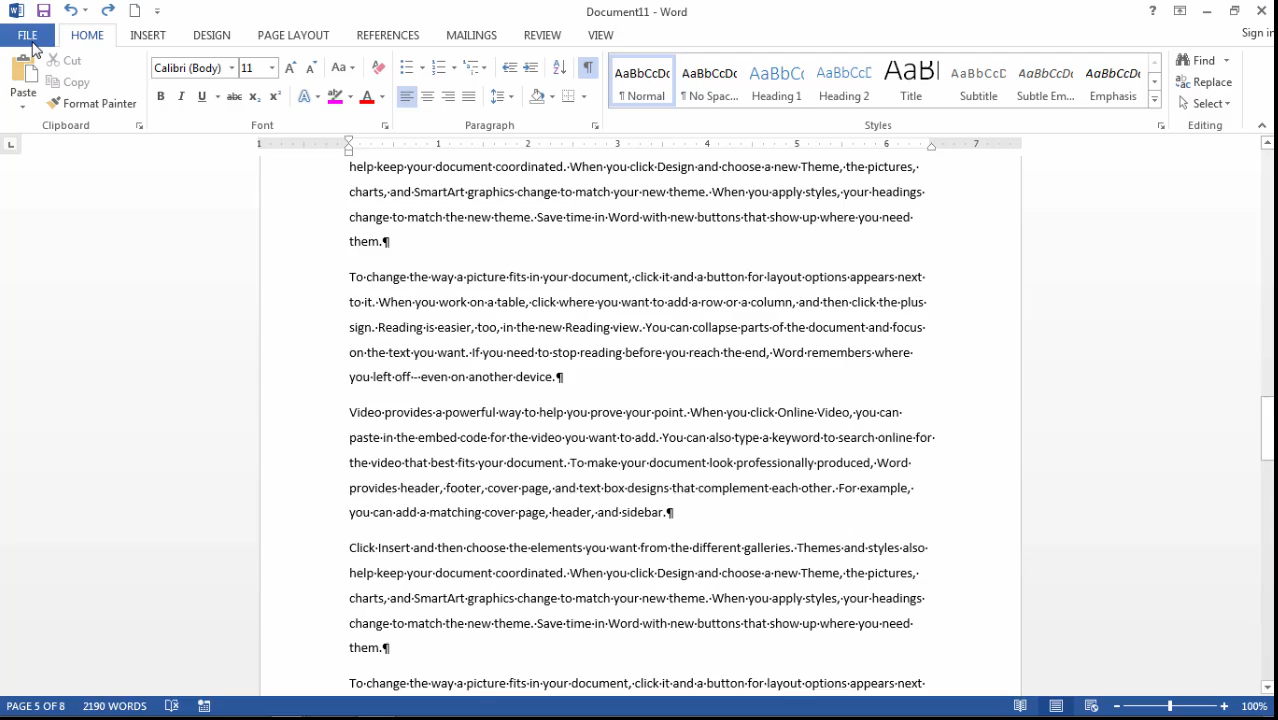 Document11 - Word
?
FILE HOME INSERT DESIGN PAGE LAYOUT REFERENCES MAILINGS REVIEW VIEW Sign in
Paste
Cut
Copy
Format Painter
Clipboard
Calibri (Body) 11
Aa
B I U abc x₂ x² A A
Font
Paragraph
AaBbCcDc AaBbCcDc AaBbCc AaBbCcC AaBl AaBbCcD AaBbCcDc AaBbCcDc
¶ Normal ¶ No Spac... Heading 1 Heading 2 Title Subtitle Subtle Em... Emphasis
Styles
Find
Replace
Select
Editing
1 1 2 3 4 5 6 7
help·keep·your·document·coordinated.·When·you·click·Design·and·choose·a·new·Theme,·the·pictures,·
charts,·and·SmartArt·graphics·change·to·match·your·new·theme.·When·you·apply·styles,·your·headings·
change·to·match·the·new·theme.·Save·time·in·Word·with·new·buttons·that·show·up·where·you·need·
them.¶
To·change·the·way·a·picture·fits·in·your·document,·click·it·and·a·button·for·layout·options·appears·next·
to·it.·When·you·work·on·a·table,·click·where·you·want·to·add·a·row·or·a·column,·and·then·click·the·plus·
sign.·Reading·is·easier,·too,·in·the·new·Reading·view.·You·can·collapse·parts·of·the·document·and·focus·
on·the·text·you·want.·If·you·need·to·stop·reading·before·you·reach·the·end,·Word·remembers·where·
you·left·off·-·even·on·another·device.¶
Video·provides·a·powerful·way·to·help·you·prove·your·point.·When·you·click·Online·Video,·you·can·
paste·in·the·embed·code·for·the·video·you·want·to·add.·You·can·also·type·a·keyword·to·search·online·for·
the·video·that·best·fits·your·document.·To·make·your·document·look·professionally·produced,·Word·
provides·header,·footer,·cover·page,·and·text·box·designs·that·complement·each·other.·For·example,·
you·can·add·a·matching·cover·page,·header,·and·sidebar.¶
Click·Insert·and·then·choose·the·elements·you·want·from·the·different·galleries.·Themes·and·styles·also·
help·keep·your·document·coordinated.·When·you·click·Design·and·choose·a·new·Theme,·the·pictures,·
charts,·and·SmartArt·graphics·change·to·match·your·new·theme.·When·you·apply·styles,·your·headings·
change·to·match·the·new·theme.·Save·time·in·Word·with·new·buttons·that·show·up·where·you·need·
them.¶
To·change·the·way·a·picture·fits·in·your·document,·click·it·and·a·button·for·layout·options·appears·next·
PAGE 5 OF 8 2190 WORDS 100%